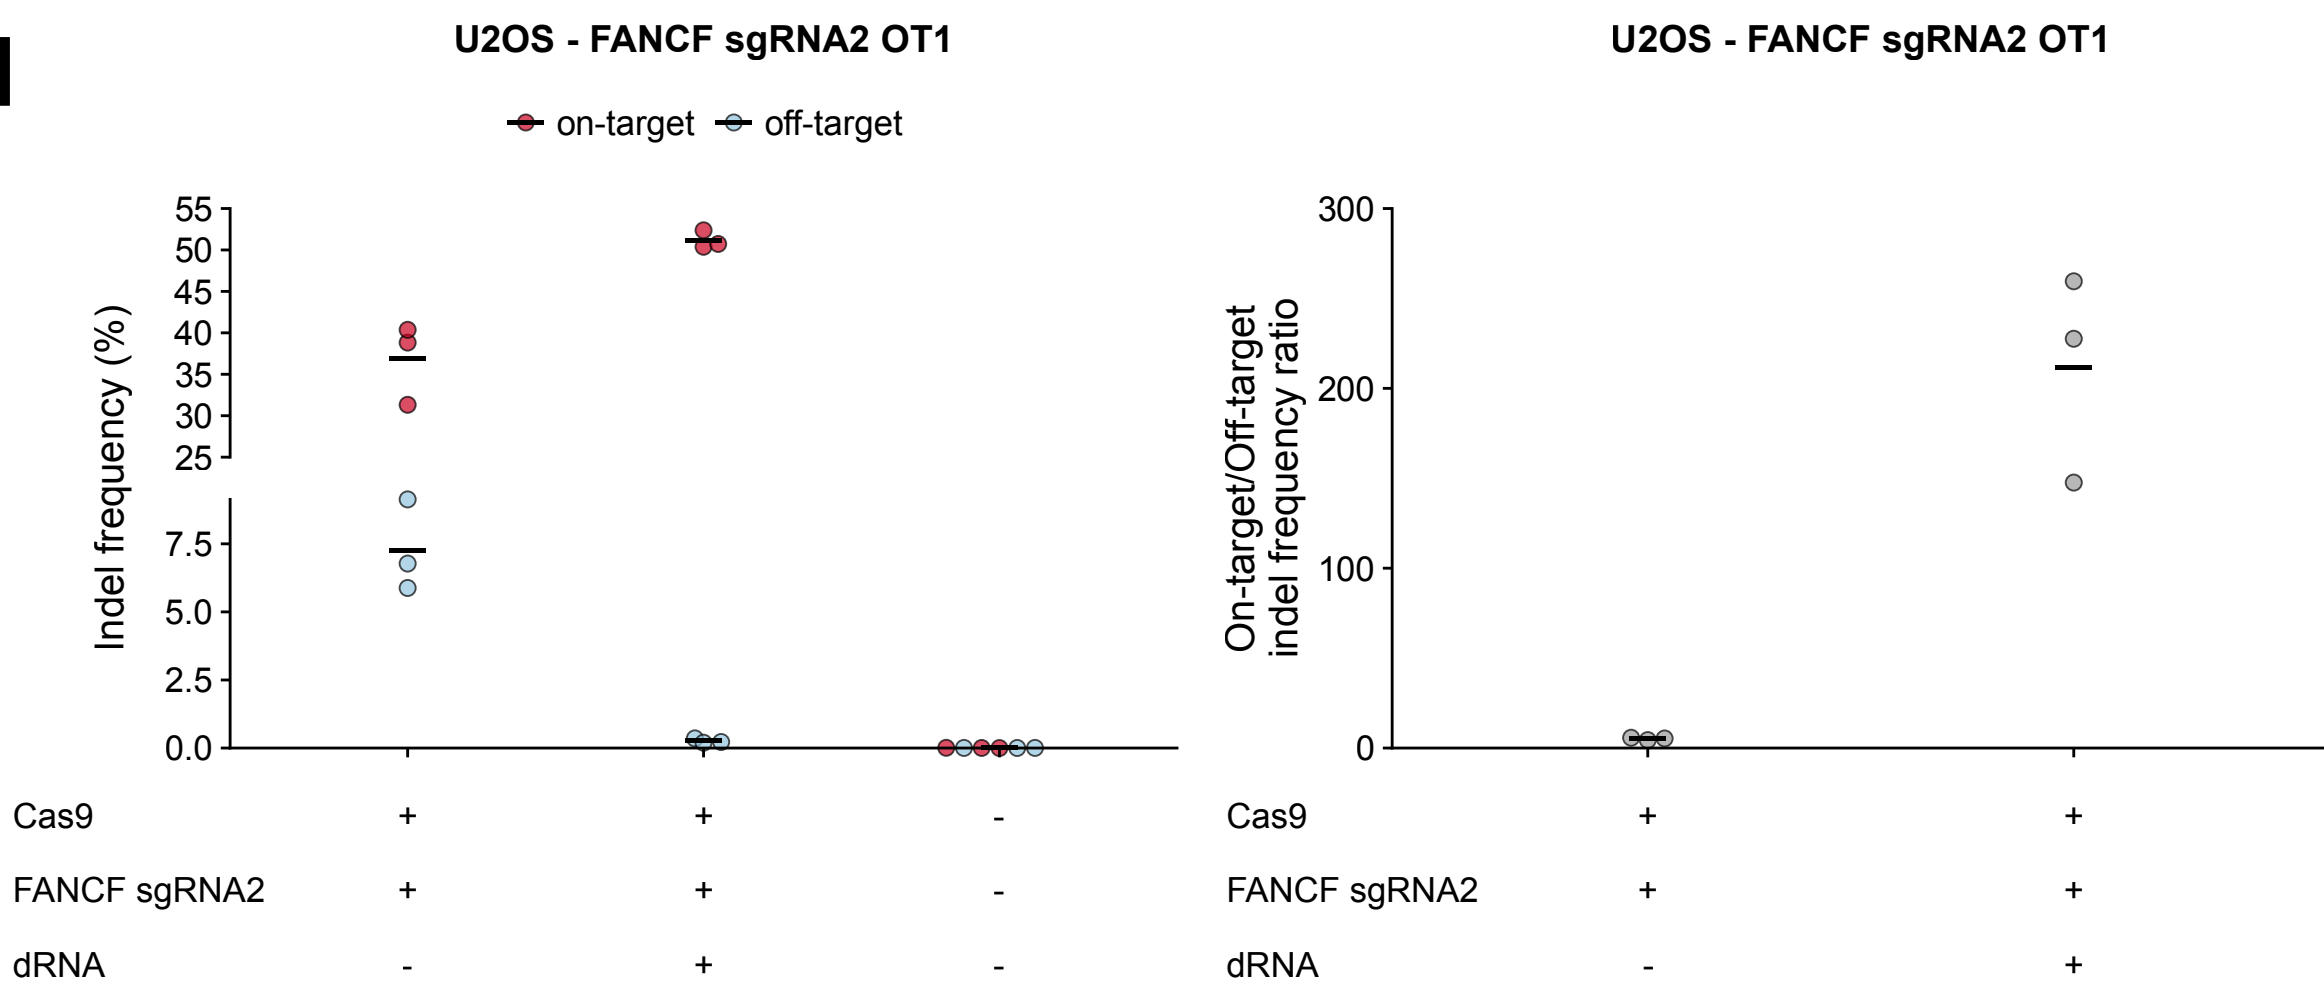 U2OS - FANCF sgRNA2 OT1
on-target off-target
Indel frequency (%)
55
50
45
40
35
30
25
7.5
5.0
2.5
0.0
Cas9 + + -
FANCF sgRNA2 + + -
dRNA - + -
U2OS - FANCF sgRNA2 OT1
On-target/Off-target
indel frequency ratio
300
200
100
0
Cas9 + +
FANCF sgRNA2 + +
dRNA - +